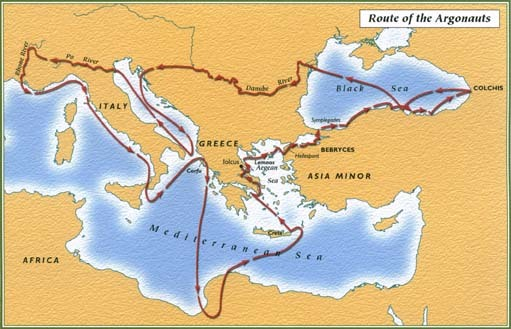 Route of the Argonauts
Rhone River
Po River
Danube River
Black Sea
COLCHIS
ITALY
Symplegades
BEBRYCES
Hellespont
GREECE
Iolcus
Lemnos
Aegean
Sea
ASIA MINOR
Corfu
Crete
Mediterranean Sea
AFRICA